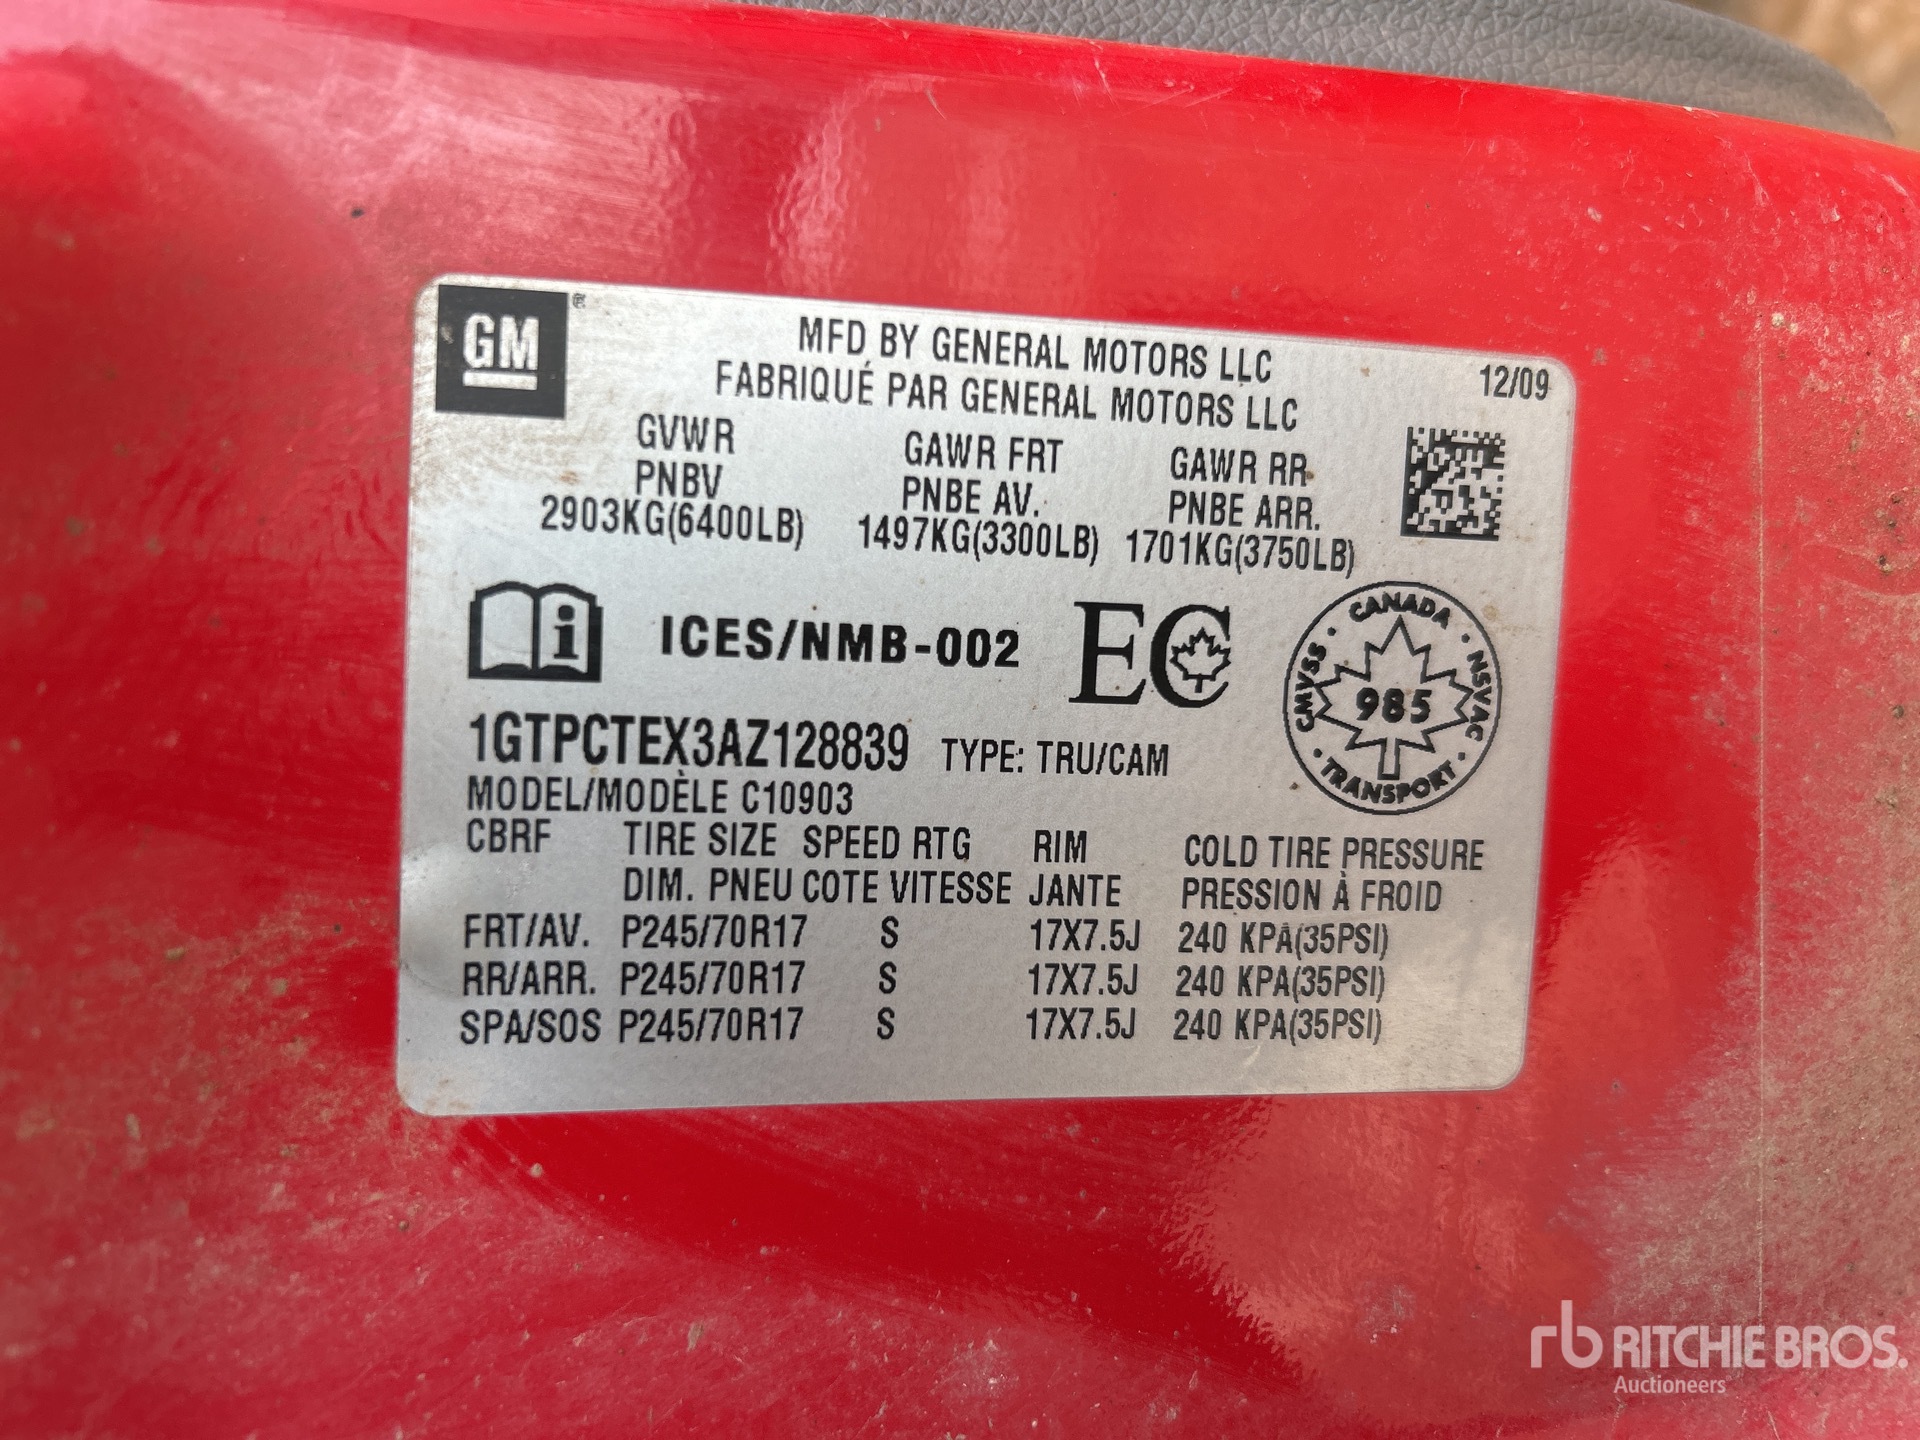 GM
MFD BY GENERAL MOTORS LLC
FABRIQUÉ PAR GENERAL MOTORS LLC
12/09
GVWR GAWR FRT GAWR RR
PNBV PNBE AV. PNBE ARR.
2903KG(6400LB) 1497KG(3300LB) 1701KG(3750LB)
i ICES/NMB-002 EC
CANADA
CMVSS 985 NSVAC
TRANSPORT
1GTPCTEX3AZ128839 TYPE: TRU/CAM
MODEL/MODÈLE C10903
CBRF TIRE SIZE SPEED RTG RIM COLD TIRE PRESSURE
DIM. PNEU COTE VITESSE JANTE PRESSION À FROID
FRT/AV. P245/70R17 S 17X7.5J 240 KPA(35PSI)
RR/ARR. P245/70R17 S 17X7.5J 240 KPA(35PSI)
SPA/SOS P245/70R17 S 17X7.5J 240 KPA(35PSI)
rb RITCHIE BROS.
Auctioneers